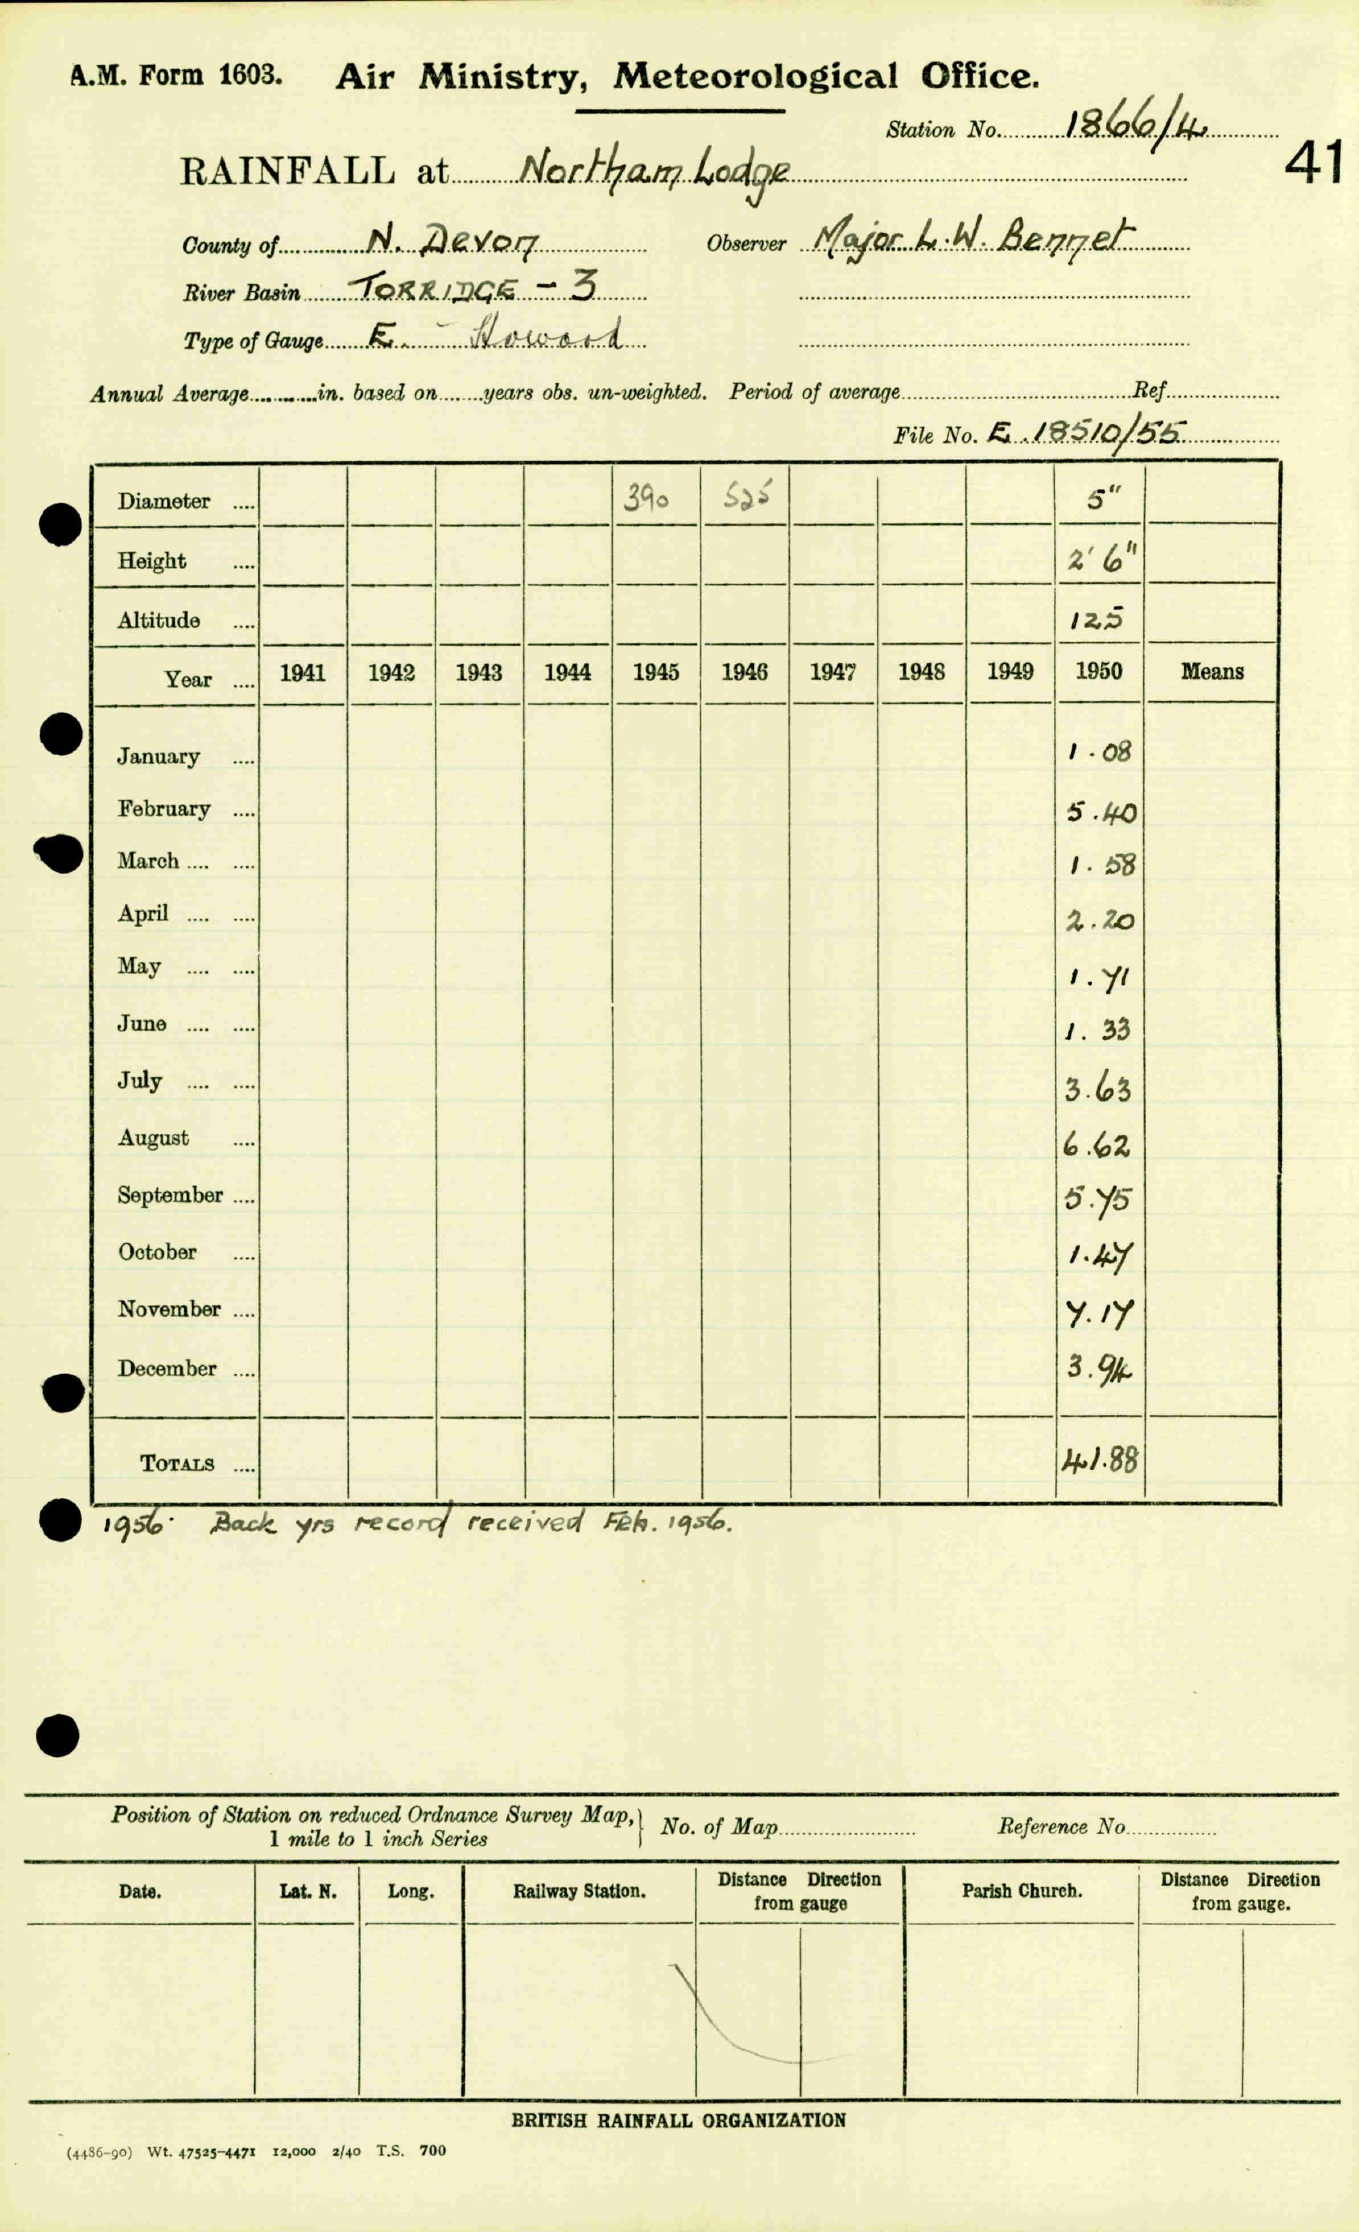 A.M. Form 1603. Air Ministry, Meteorological Office.
Station No. 1866/4
41
RAINFALL at Northam Lodge
County of N. Devon Observer Major L.W. Bennet
River Basin TORRIDGE - 3
Type of Gauge E. - Howard
Annual Average............in. based on........years obs. un-weighted. Period of average............Ref............
File No. E.18510/55
Diameter .... 390 525 5"
Height .... 2' 6"
Altitude .... 125
Year .... 1941 1942 1943 1944 1945 1946 1947 1948 1949 1950 Means
January .... 1.08
February .... 5.40
March .... .... 1.58
April .... .... 2.20
May .... .... 1.71
June .... .... 1.33
July .... .... 3.63
August .... 6.62
September .... 5.75
October .... 1.47
November .... 7.17
December .... 3.94
TOTALS .... 41.88
1956. Back yrs record received Feb. 1956.
Position of Station on reduced Ordnance Survey Map, } No. of Map............ Reference No............
1 mile to 1 inch Series
Date. Lat. N. Long. Railway Station. Distance Direction from gauge Parish Church. Distance Direction from gauge.
BRITISH RAINFALL ORGANIZATION
(4486-90) Wt. 47525-4471 12,000 2/40 T.S. 700